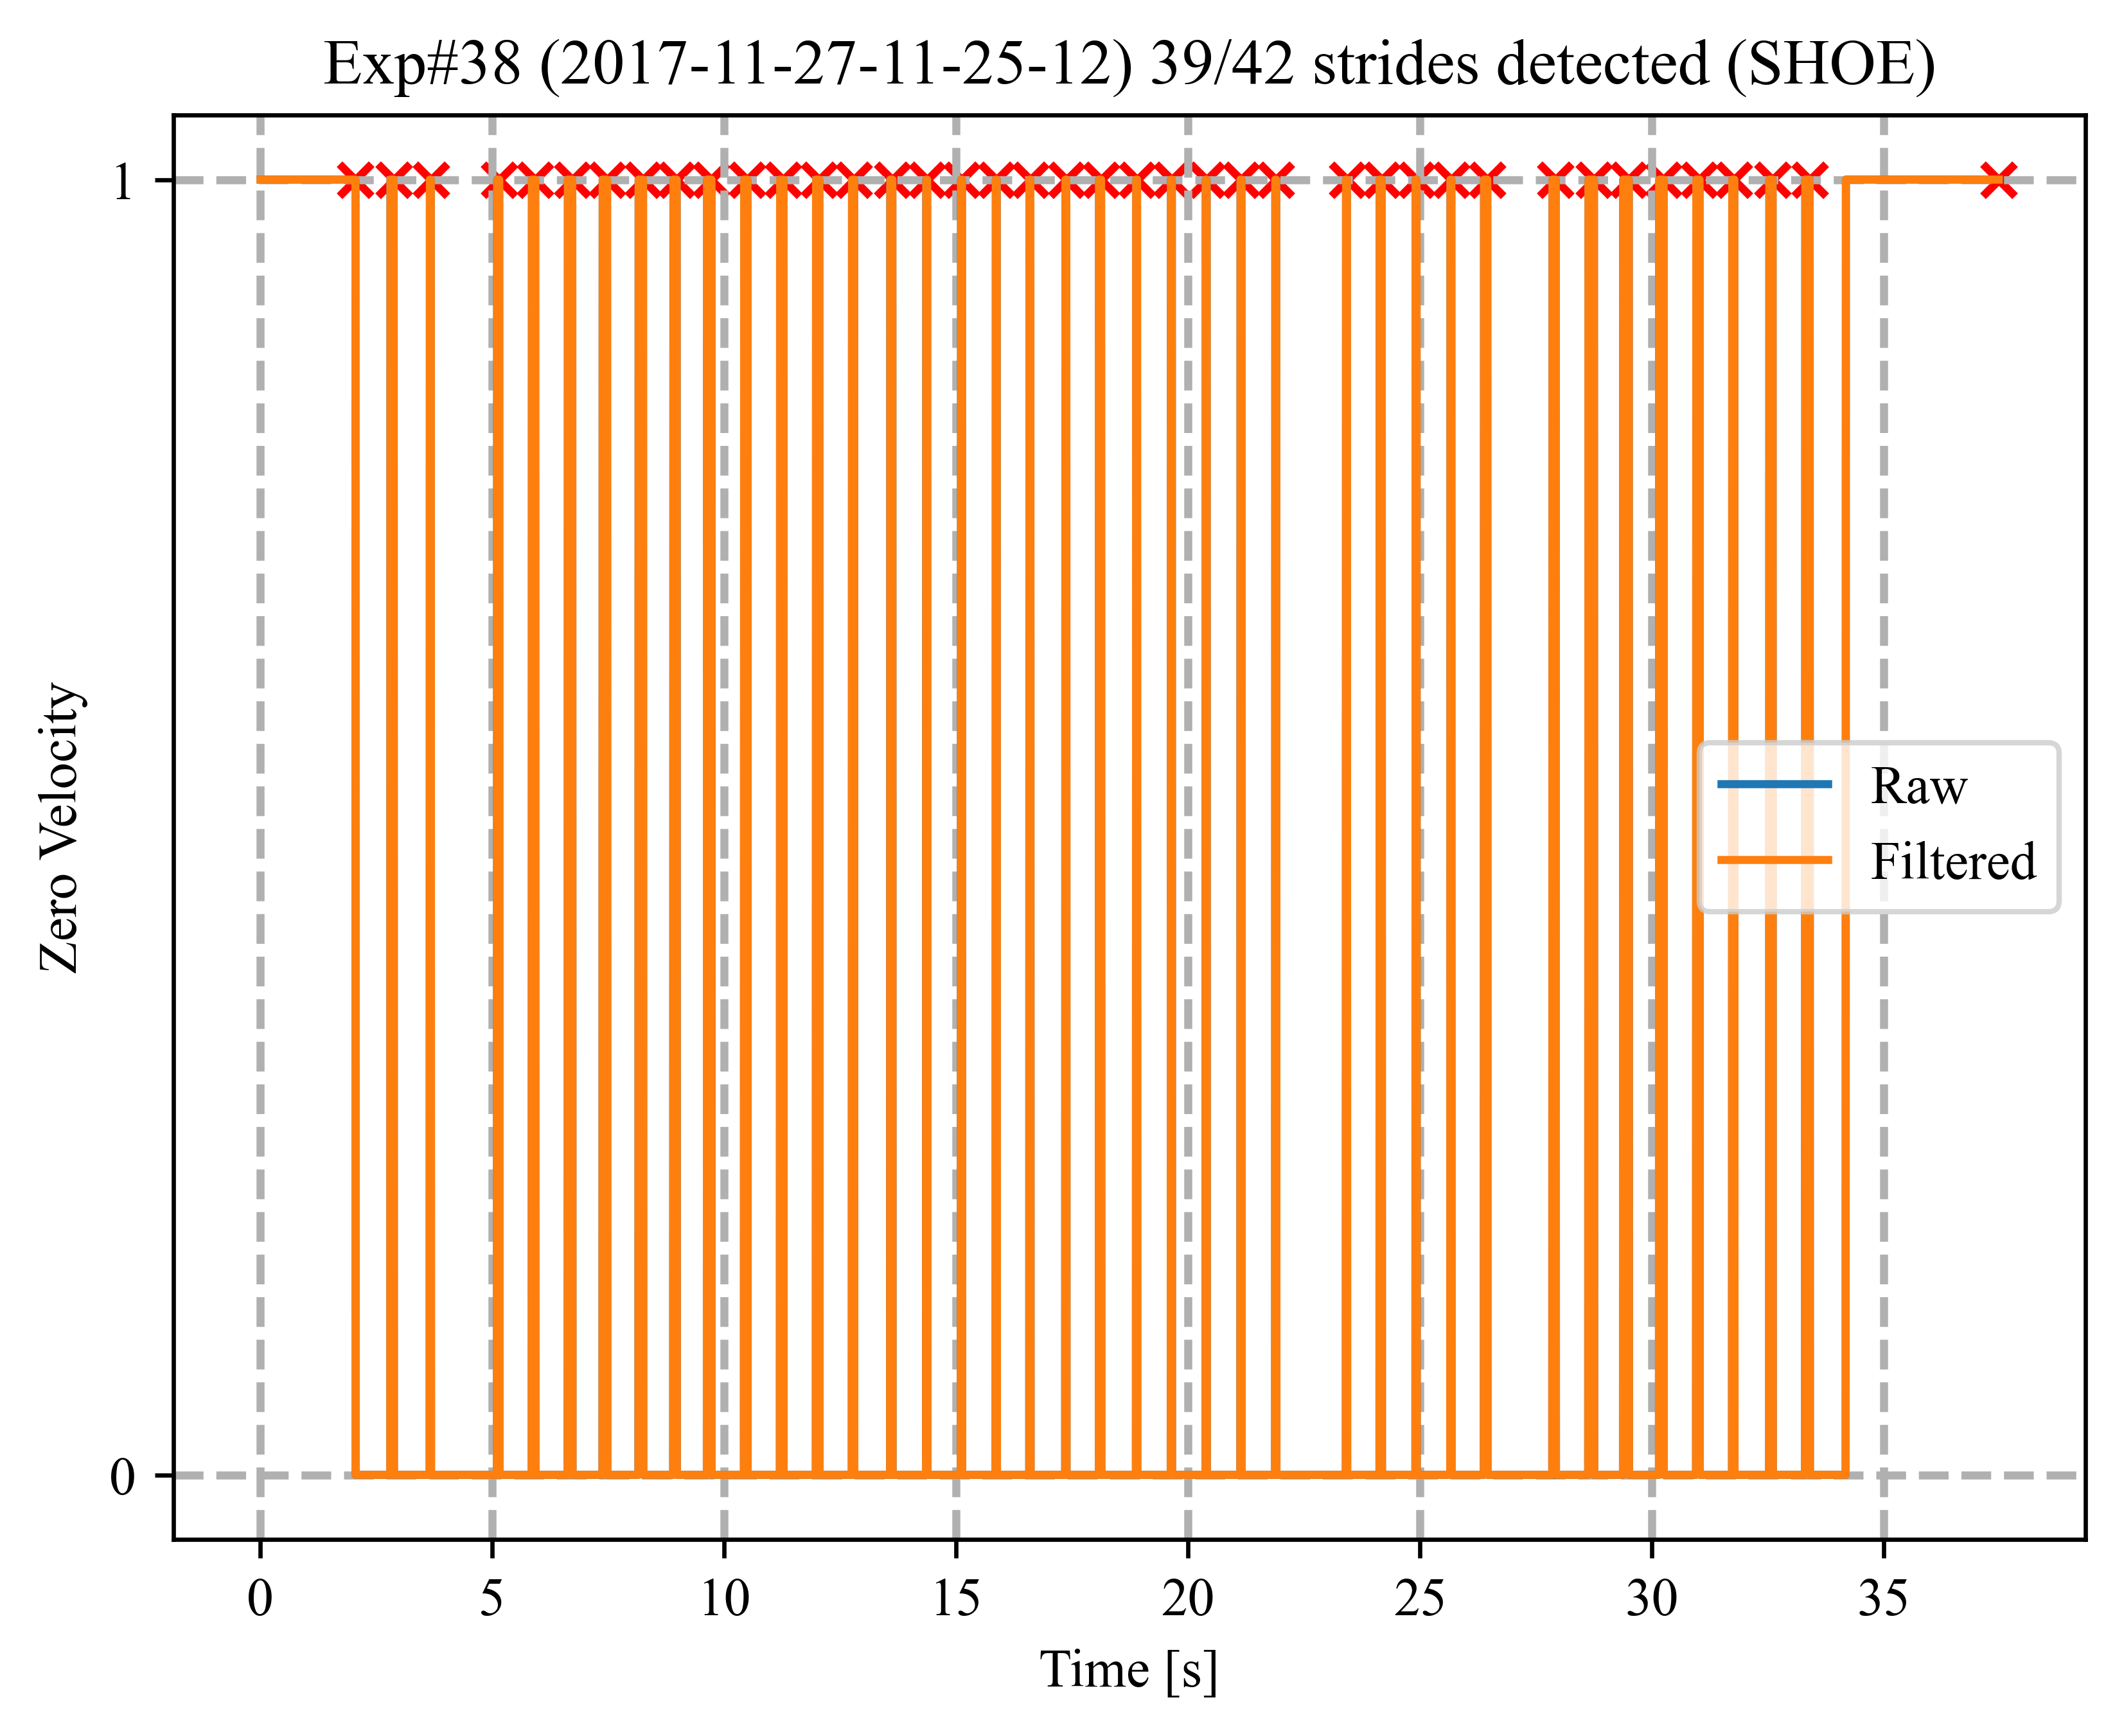 Exp#38 (2017-11-27-11-25-12) 39/42 strides detected (SHOE)
1
Zero Velocity
Raw
Filtered
0
0 5 10 15 20 25 30 35
Time [s]